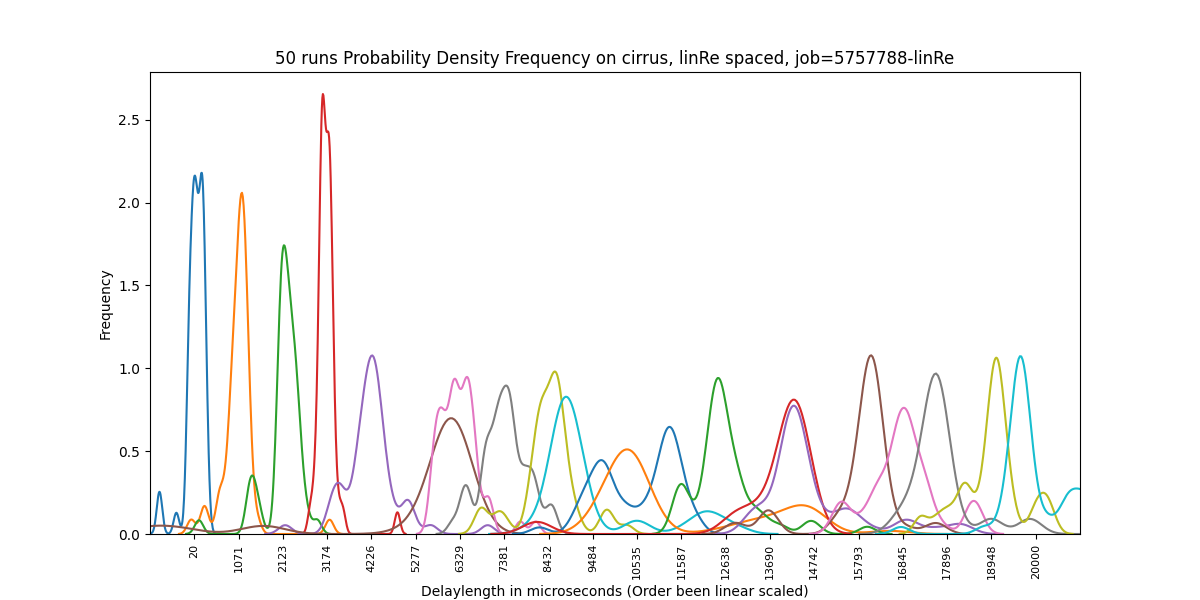 50 runs Probability Density Frequency on cirrus, linRe spaced, job=5757788-linRe
Frequency
2.5
2.0
1.5
1.0
0.5
0.0
20 1071 2123 3174 4226 5277 6329 7381 8432 9484 10535 11587 12638 13690 14742 15793 16845 17896 18948 20000
Delaylength in microseconds (Order been linear scaled)